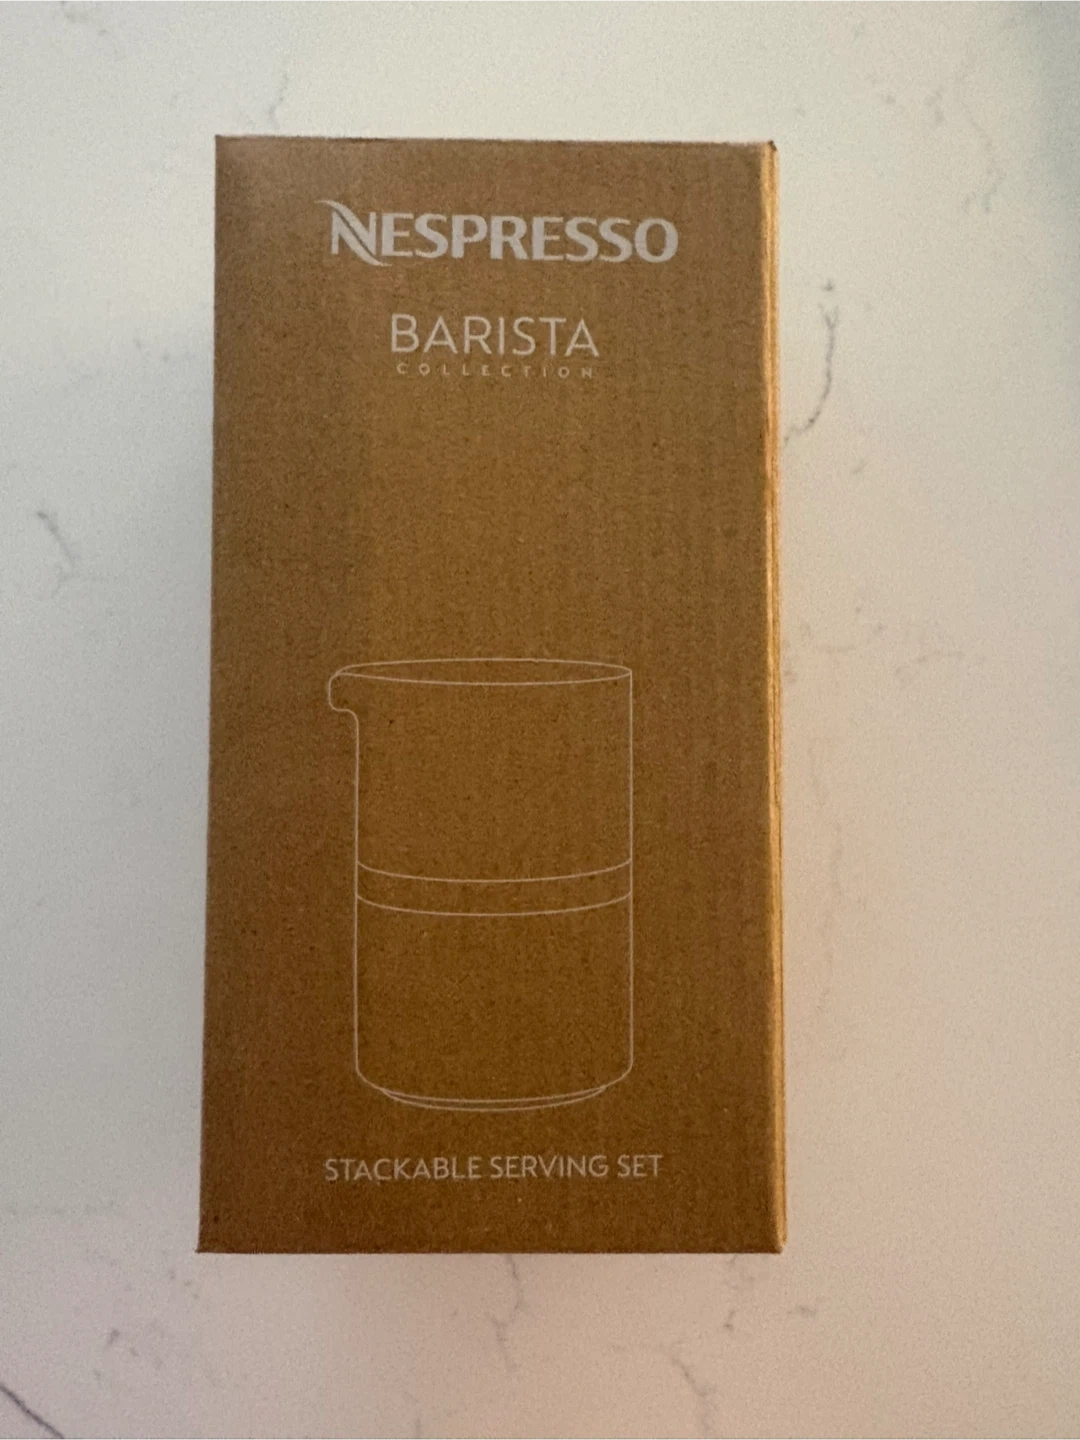 NESPRESSO
BARISTA
COLLECTION
STACKABLE SERVING SET